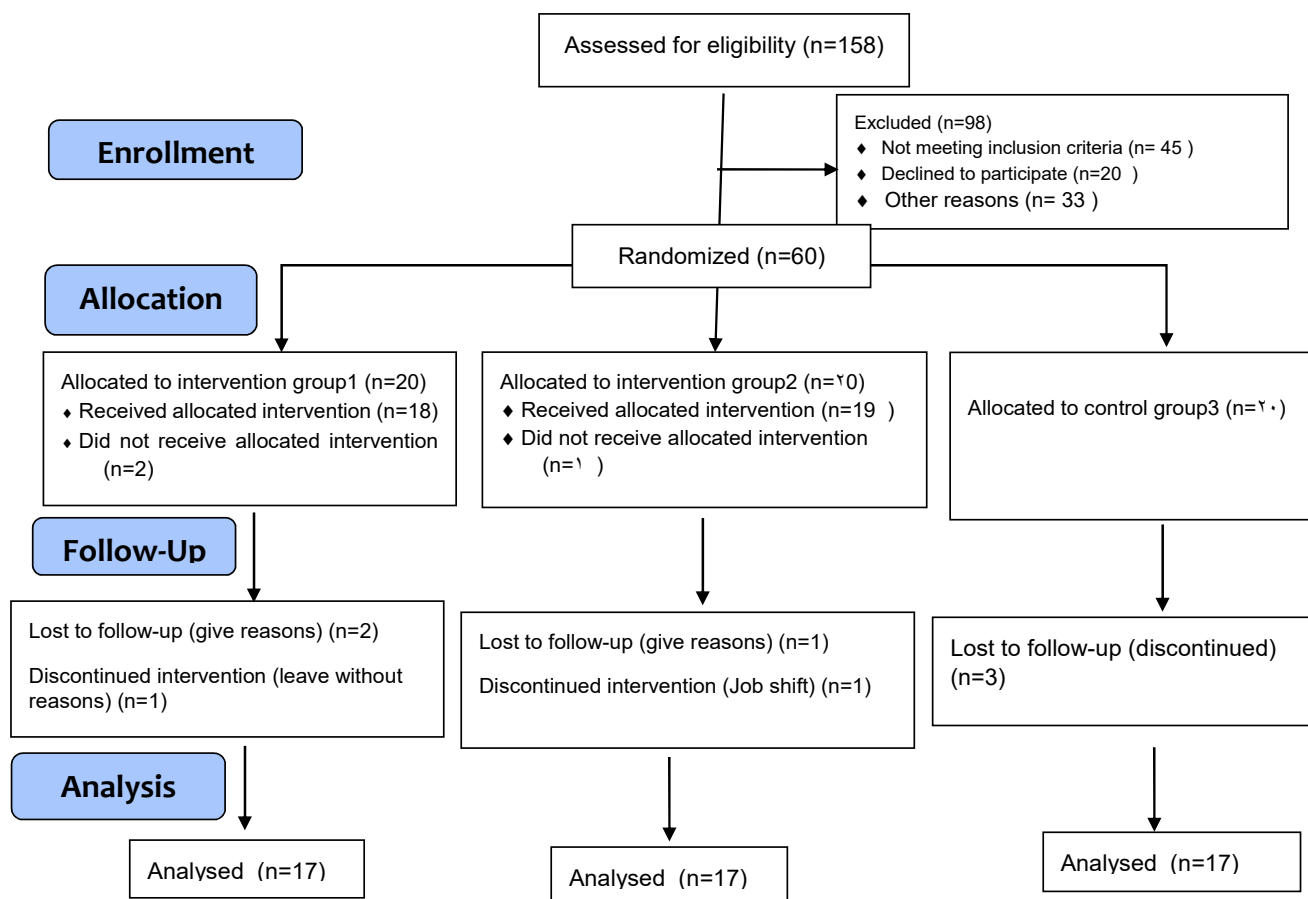 Assessed for eligibility (n=158)
Enrollment
Excluded (n=98)
♦ Not meeting inclusion criteria (n= 45 )
♦ Declined to participate (n=20 )
♦ Other reasons (n= 33 )
Randomized (n=60)
Allocation
Allocated to intervention group1 (n=20)
♦ Received allocated intervention (n=18)
♦ Did not receive allocated intervention
(n=2)
Allocated to intervention group2 (n=۲0)
♦ Received allocated intervention (n=19 )
♦ Did not receive allocated intervention
(n=۱ )
Allocated to control group3 (n=۲۰)
Follow-Up
Lost to follow-up (give reasons) (n=2)
Discontinued intervention (leave without
reasons) (n=1)
Lost to follow-up (give reasons) (n=1)
Discontinued intervention (Job shift) (n=1)
Lost to follow-up (discontinued)
(n=3)
Analysis
Analysed (n=17)
Analysed (n=17)
Analysed (n=17)